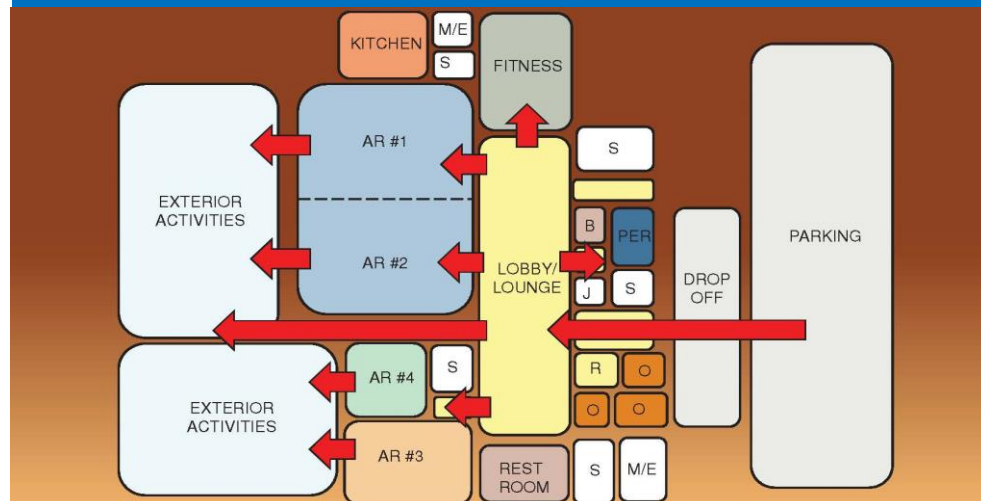 KITCHEN
M/E
S
FITNESS
AR #1
S
EXTERIOR
ACTIVITIES
B
PER
PARKING
AR #2
LOBBY/
LOUNGE
J
S
DROP
OFF
AR #4
S
R
O
EXTERIOR
ACTIVITIES
O
O
AR #3
REST
ROOM
S
M/E